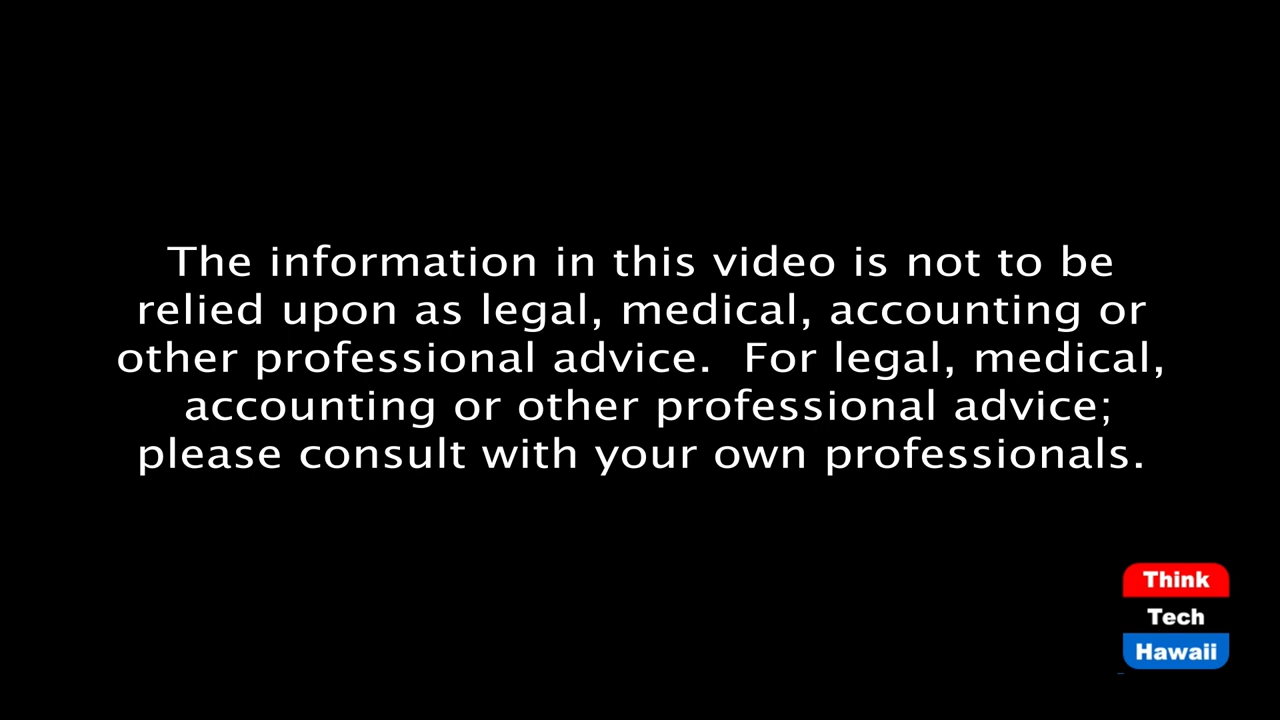 The information in this video is not to be
relied upon as legal, medical, accounting or
other professional advice.  For legal, medical,
accounting or other professional advice;
please consult with your own professionals.
Think
Tech
Hawaii